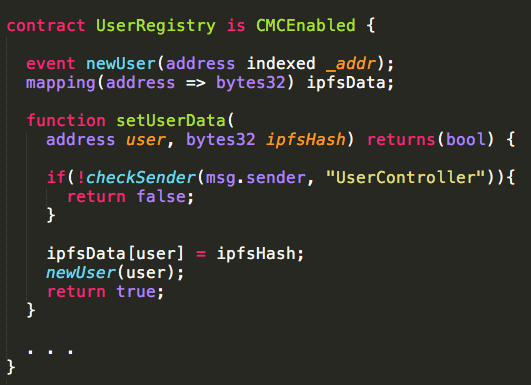 contract UserRegistry is CMCEnabled {
event newUser(address indexed _addr);
mapping(address => bytes32) ipfsData;
function setUserData(
address user, bytes32 ipfsHash) returns(bool) {
if(!checkSender(msg.sender, "UserController")){
return false;
}
ipfsData[user] = ipfsHash;
newUser(user);
return true;
}
. . .
}